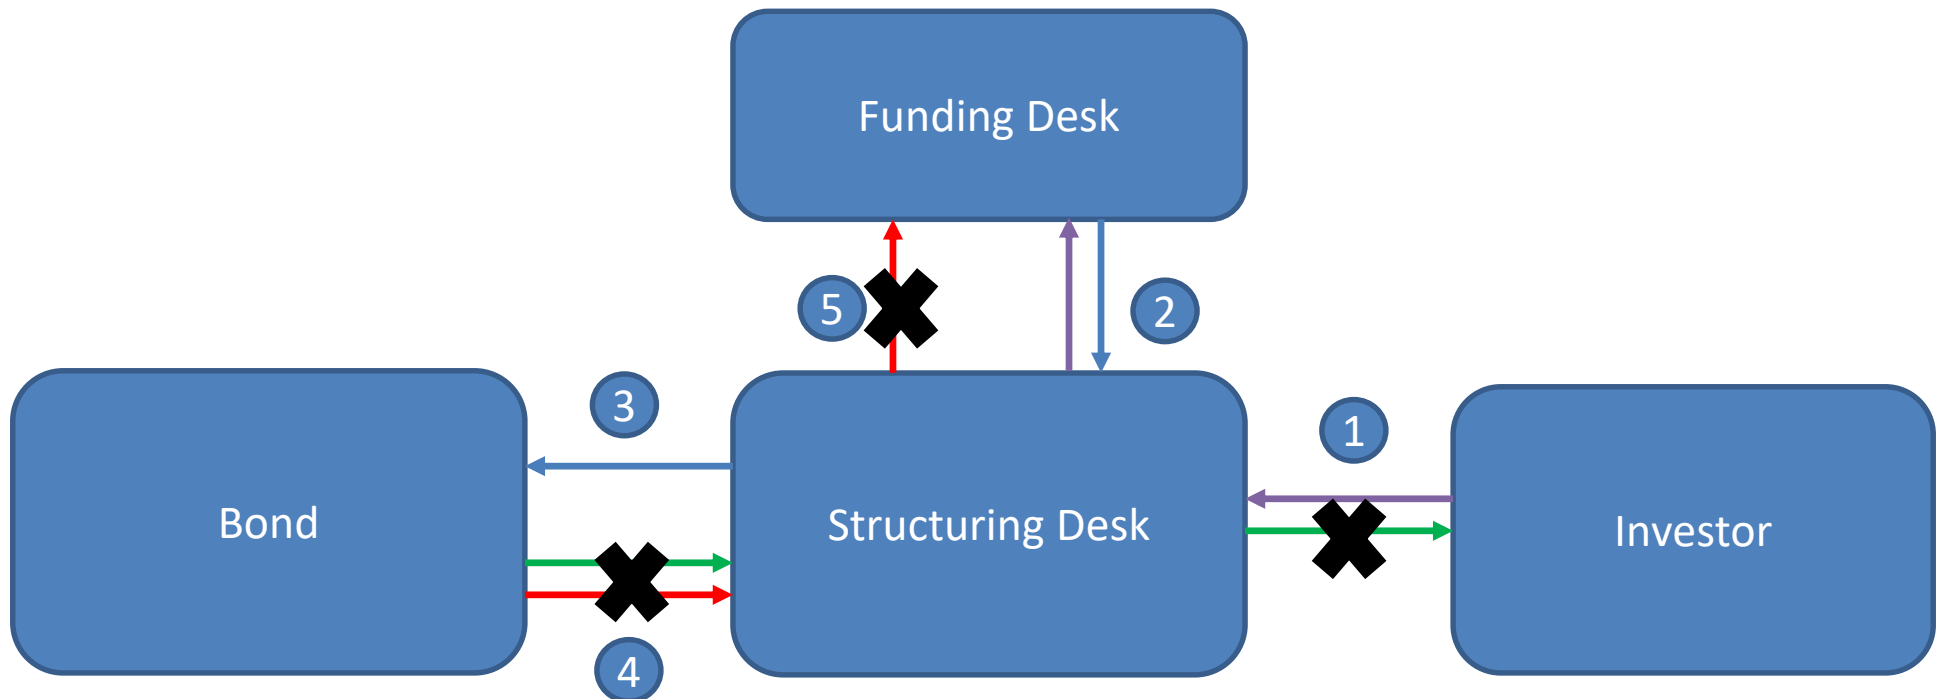 Funding Desk
5
2
3
1
Bond
Structuring Desk
Investor
4